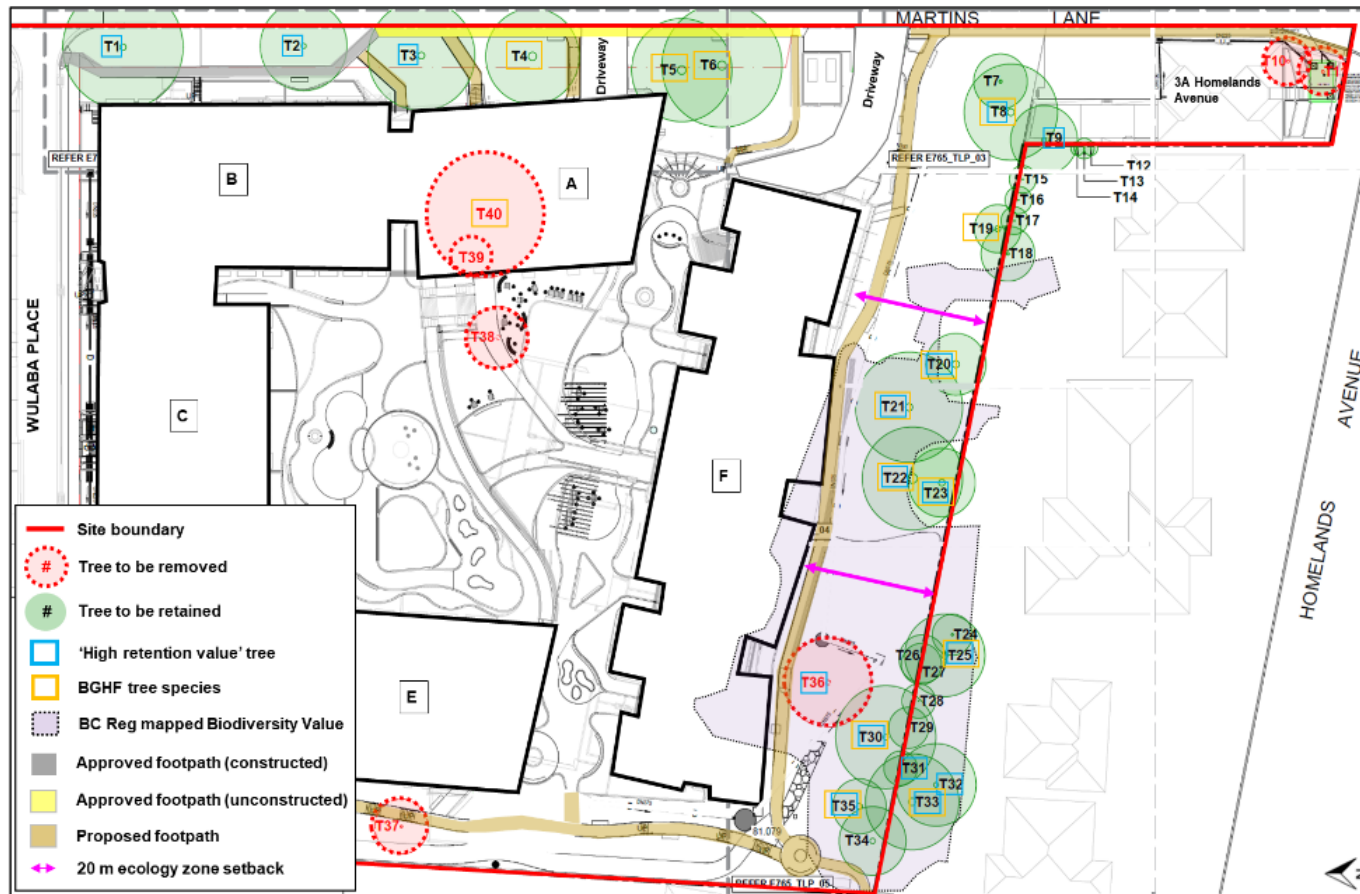 MARTINS LANE
T1
T2
T3
T4
Driveway
T5
T6
Driveway
T7
T8
T9
T10
3A Homelands
Avenue
REFER E7
B
A
REFER E765_TLP_03
T12
T13
T14
T15
T16
T17
T18
T19
T40
T39
T38
WULABA PLACE
C
F
T20
T21
T22
T23
HOMELANDS AVENUE
04
T24
T25
T26
T27
T28
T29
T36
T30
T31
T32
T33
T35
T34
E
T37
81.079
REFER E765_TLP_05
Site boundary
# Tree to be removed
# Tree to be retained
'High retention value' tree
BGHF tree species
BC Reg mapped Biodiversity Value
Approved footpath (constructed)
Approved footpath (unconstructed)
Proposed footpath
20 m ecology zone setback